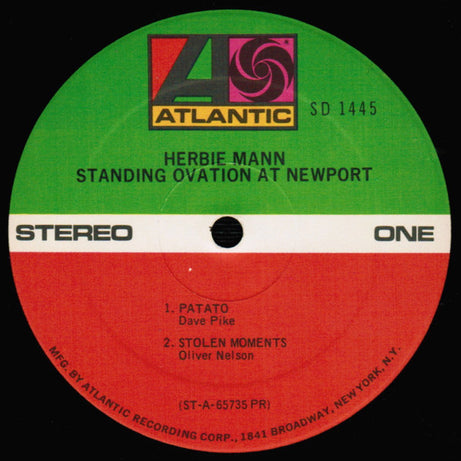 ATLANTIC
SD 1445
HERBIE MANN
STANDING OVATION AT NEWPORT
STEREO
ONE
1. PATATO
Dave Pike
2. STOLEN MOMENTS
Oliver Nelson
(ST-A-65735 PR)
MFG. BY ATLANTIC RECORDING CORP., 1841 BROADWAY, NEW YORK, N.Y.